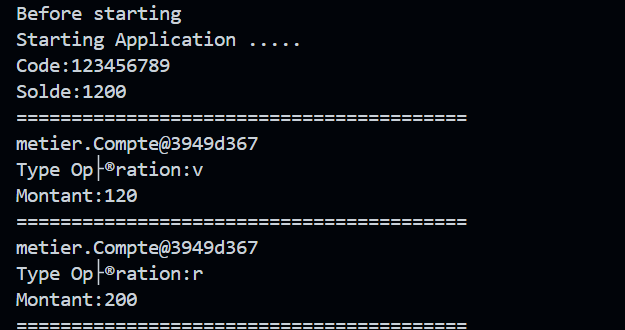 Before starting
Starting Application .....
Code:123456789
Solde:1200
=========================================
metier.Compte@3949d367
Type Op├®ration:v
Montant:120
=========================================
metier.Compte@3949d367
Type Op├®ration:r
Montant:200
=========================================